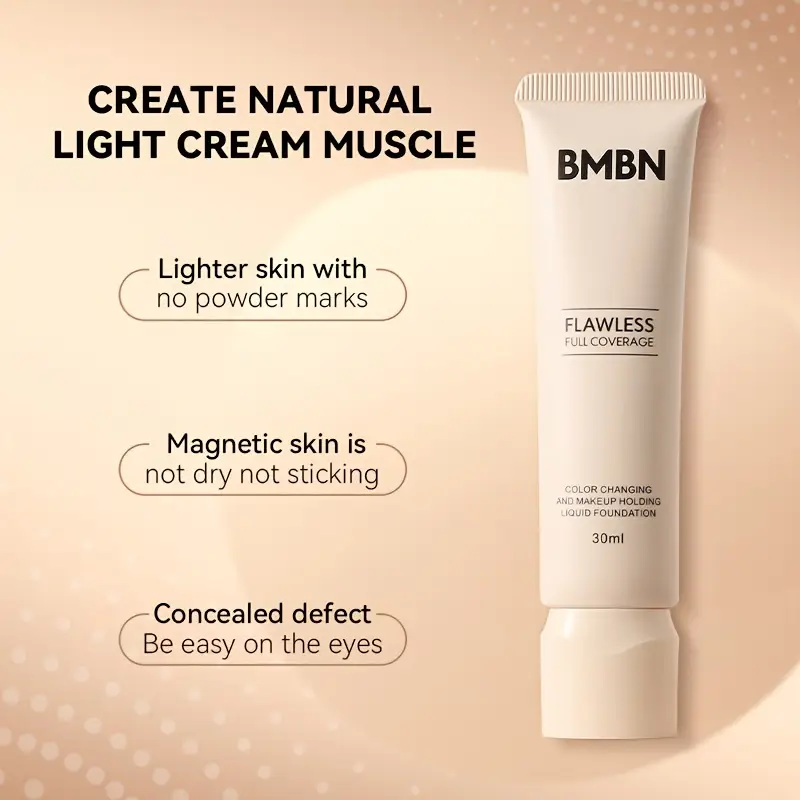 CREATE NATURAL
LIGHT CREAM MUSCLE
Lighter skin with
no powder marks
Magnetic skin is
not dry not sticking
Concealed defect
Be easy on the eyes
BMBN
FLAWLESS
FULL COVERAGE
COLOR CHANGING
AND MAKEUP HOLDING
LIQUID FOUNDATION
30ml